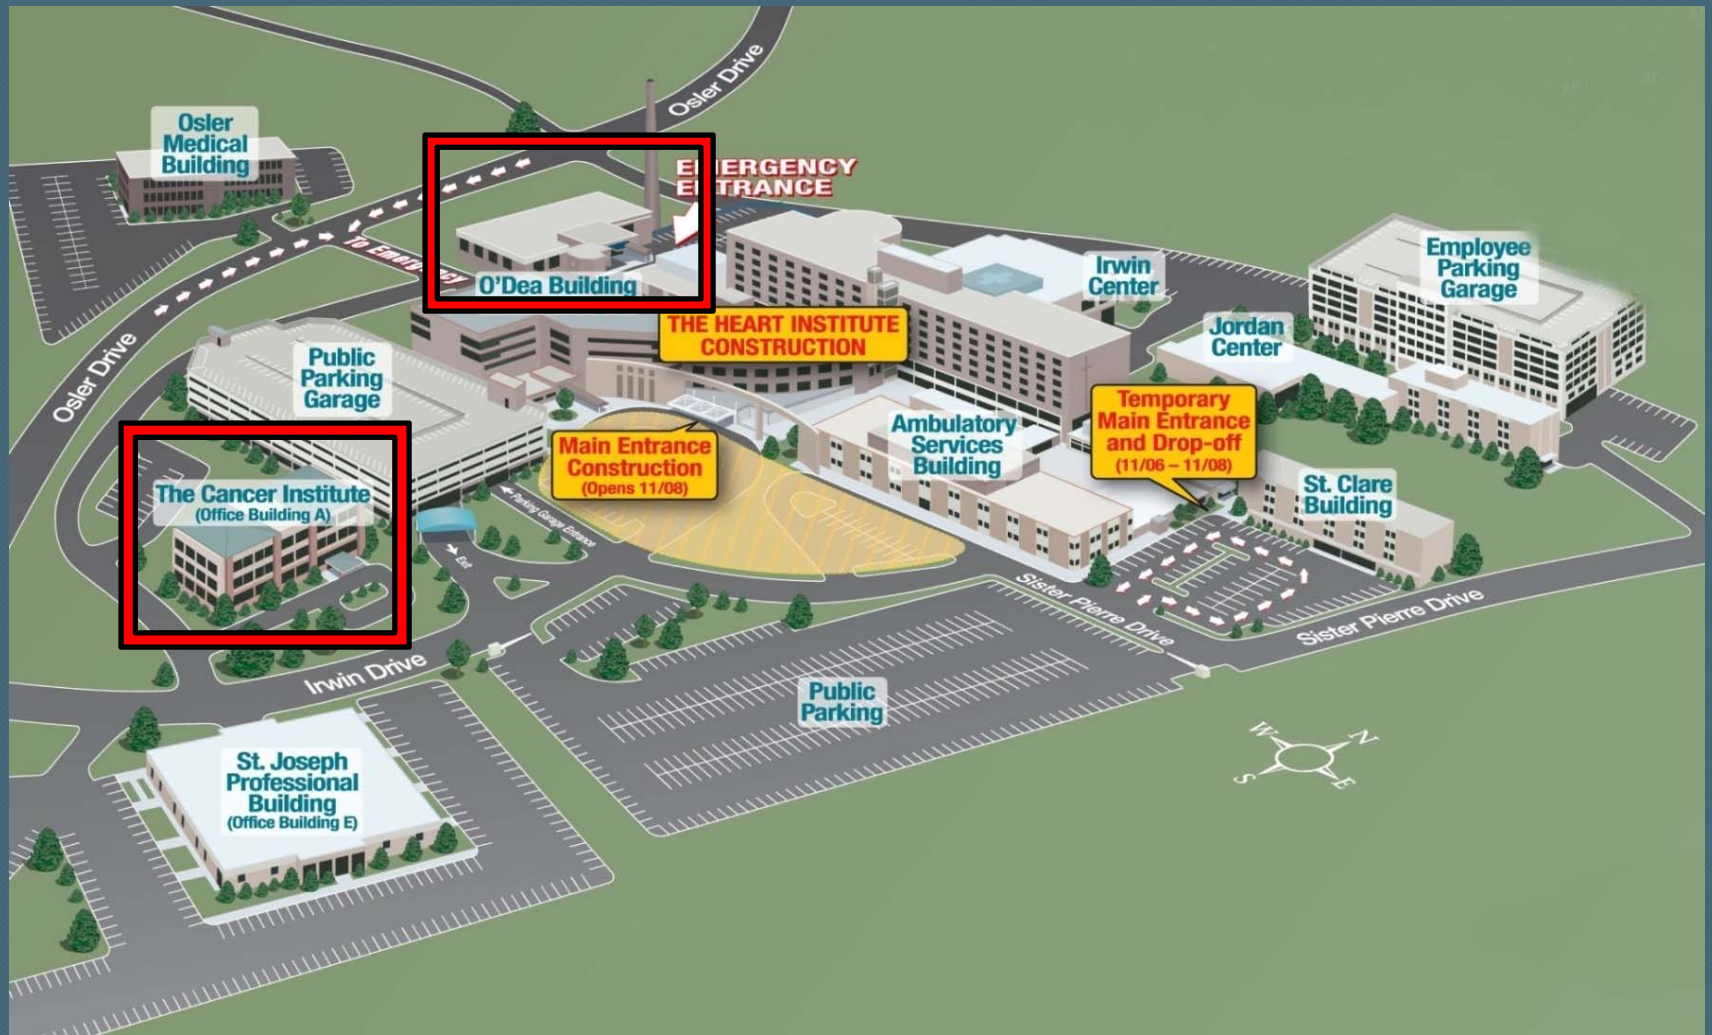 Osler Drive
Osler
Medical
Building
EMERGENCY
ENTRANCE
To Emergency
O'Dea Building
Irwin
Center
Employee
Parking
Garage
THE HEART INSTITUTE
CONSTRUCTION
Jordan
Center
Osler Drive
Public
Parking
Garage
Main Entrance
Construction
(Opens 11/08)
Ambulatory
Services
Building
Temporary
Main Entrance
and Drop-off
(11/06 – 11/08)
St. Clare
Building
The Cancer Institute
(Office Building A)
Parking Garage Entrance
Exit
Sister Pierre Drive
Sister Pierre Drive
Irwin Drive
Public
Parking
W
N
S
E
St. Joseph
Professional
Building
(Office Building E)